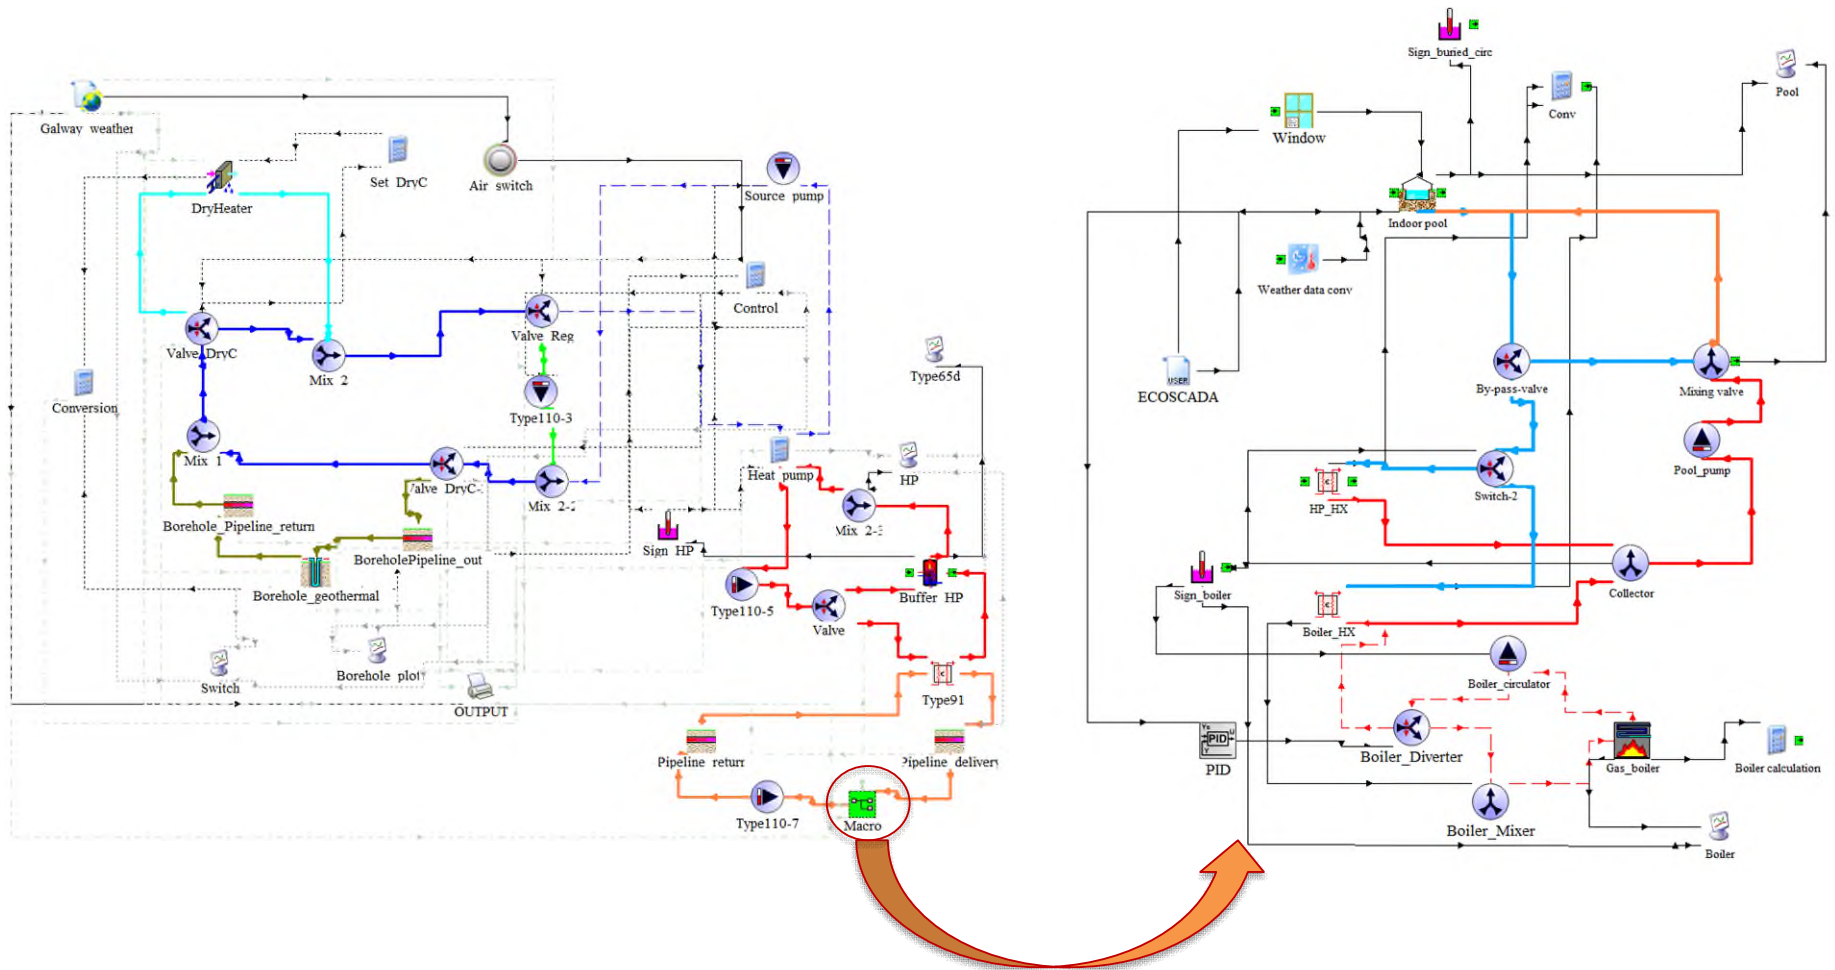 Sign_buried_circ
Pool
Galway weather
Conv
Window
Set DryC
Air switch
DryHeater
Source pump
Indoor pool
Weather data conv
Control
Valve_DryC
Valve Reg
Mix 2
Type65d
By-pass-valve
Mixing valve
USER
ECOSCADA
Conversion
Type110-3
Mix 1
Heat pump
HP
Pool_pump
Valve DryC-
Mix 2-2
Mix 2-3
Switch-2
HP_HX
Borehole_Pipeline_return
Sign HP
BoreholePipeline_out
Borehole_geothermal
Buffer HP
Type110-5
Valve
Sign_boiler
Collector
Boiler_HX
Borehole plot
Switch
Boiler_circulator
OUTPUT
Type91
PID
PID
Boiler_Diverter
Gas_boiler
Boiler calculation
Pipeline return
Pipeline_delivery
Type110-7
Macro
Boiler_Mixer
Boiler